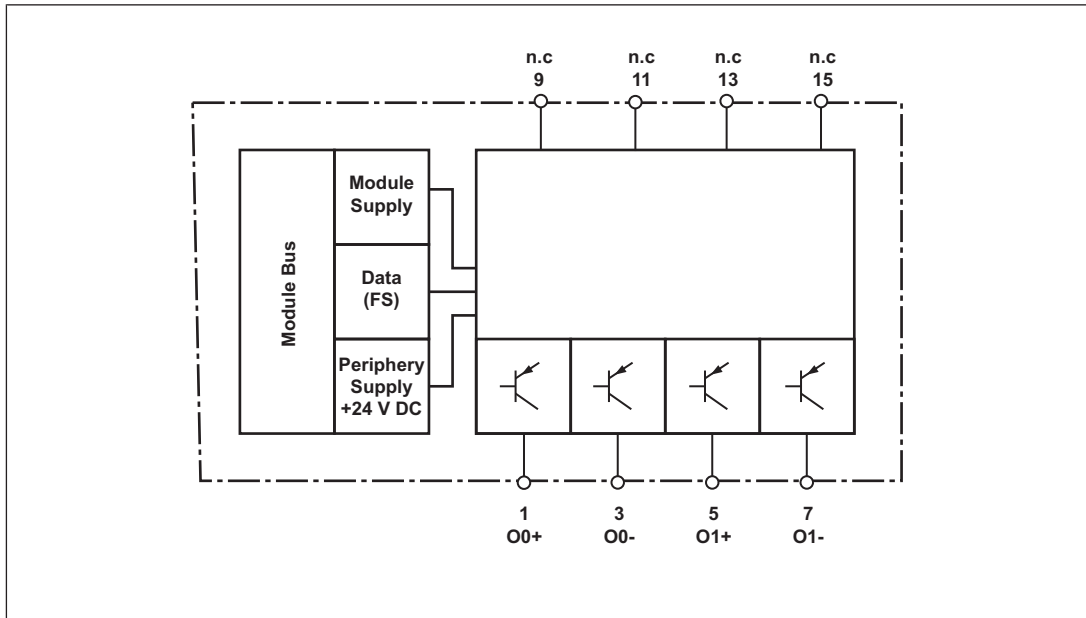 n.c n.c n.c n.c
9 11 13 15
Module Bus
Module
Supply
Data
(FS)
Periphery
Supply
+24 V DC
1 3 5 7
O0+ O0- O1+ O1-